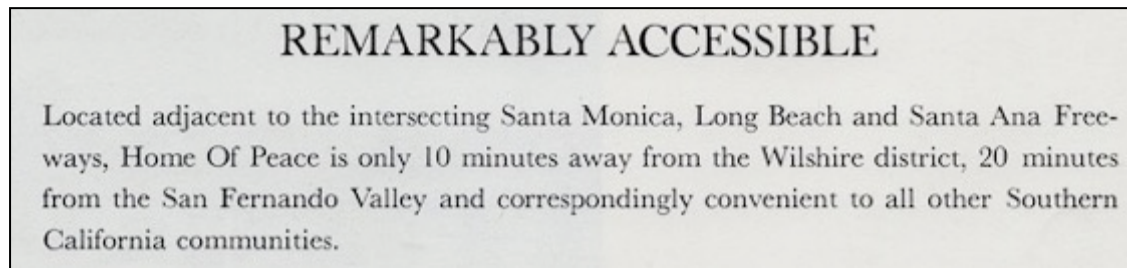 REMARKABLY ACCESSIBLE
Located adjacent to the intersecting Santa Monica, Long Beach and Santa Ana Free-
ways, Home Of Peace is only 10 minutes away from the Wilshire district, 20 minutes
from the San Fernando Valley and correspondingly convenient to all other Southern
California communities.